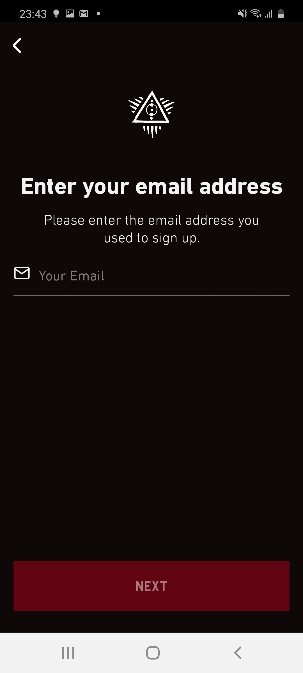 23:43
Enter your email address
Please enter the email address you
used to sign up.
Your Email
NEXT